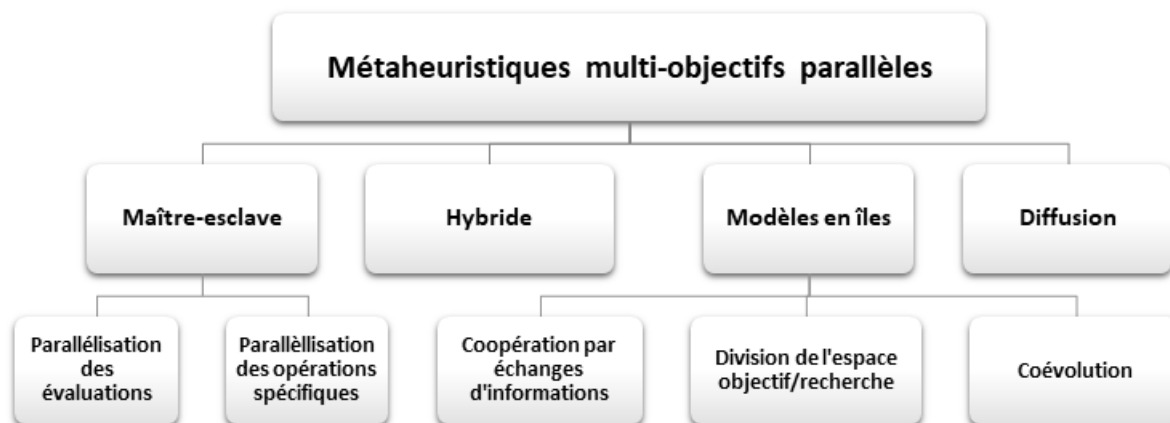 Métaheuristiques multi-objectifs parallèles
Maître-esclave
Hybride
Modèles en îles
Diffusion
Parallélisation
des
évaluations
Parallèllisation
des opérations
spécifiques
Coopération par
échanges
d'informations
Division de l'espace
objectif/recherche
Coévolution